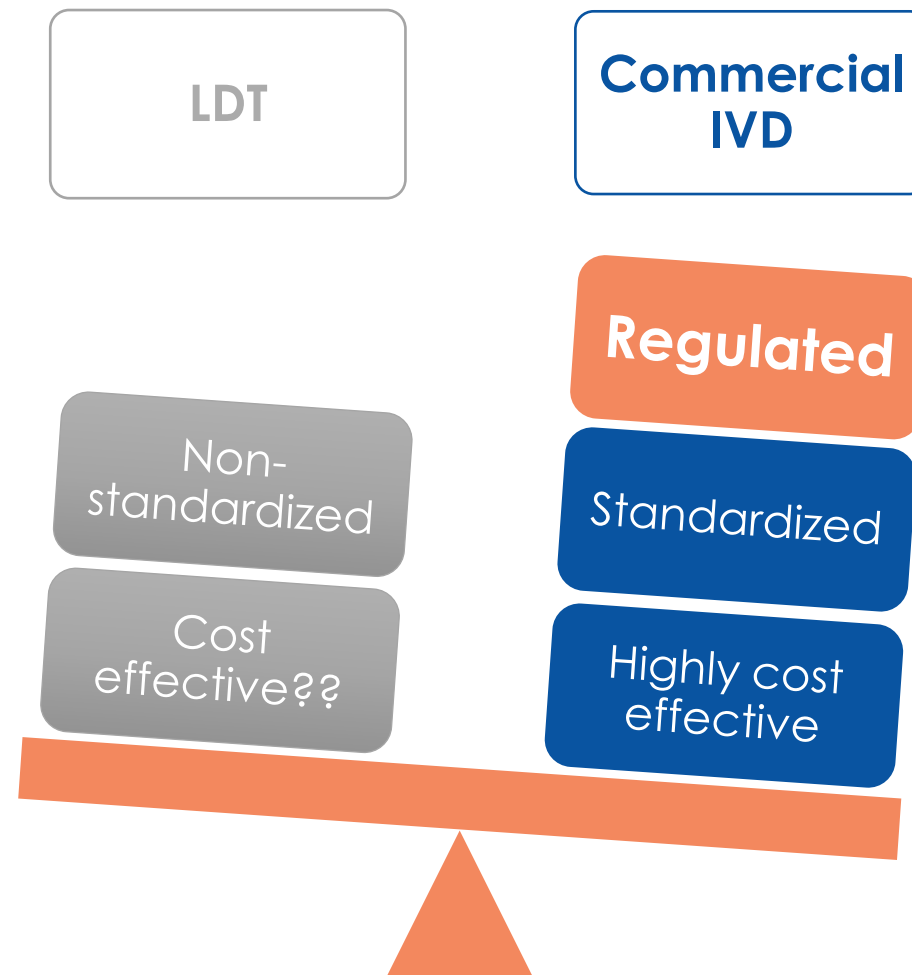 LDT
Commercial
IVD
Regulated
Non-
standardized
Standardized
Cost
effective??
Highly cost
effective